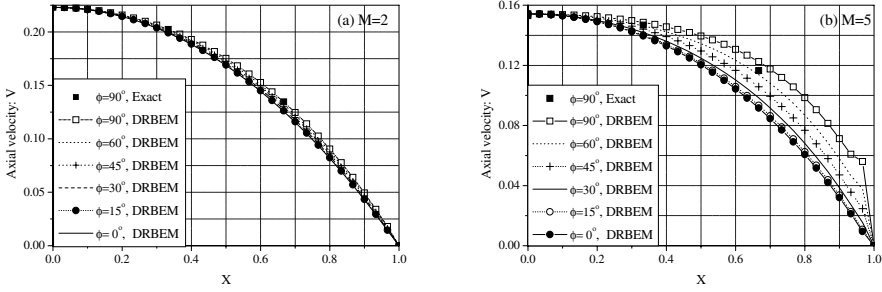 (a) M=2
Axial velocity: V
0.20
0.15
0.10
0.05
0.00
ϕ=90°, Exact
ϕ=90°, DRBEM
ϕ=60°, DRBEM
ϕ=45°, DRBEM
ϕ=30°, DRBEM
ϕ=15°, DRBEM
ϕ= 0°, DRBEM
0.0 0.2 0.4 0.6 0.8 1.0
X
(b) M=5
Axial velocity: V
0.16
0.12
0.08
0.04
0.00
ϕ=90°, Exact
ϕ=90°, DRBEM
ϕ=60°, DRBEM
ϕ=45°, DRBEM
ϕ=30°, DRBEM
ϕ=15°, DRBEM
ϕ= 0°, DRBEM
0.0 0.2 0.4 0.6 0.8 1.0
X